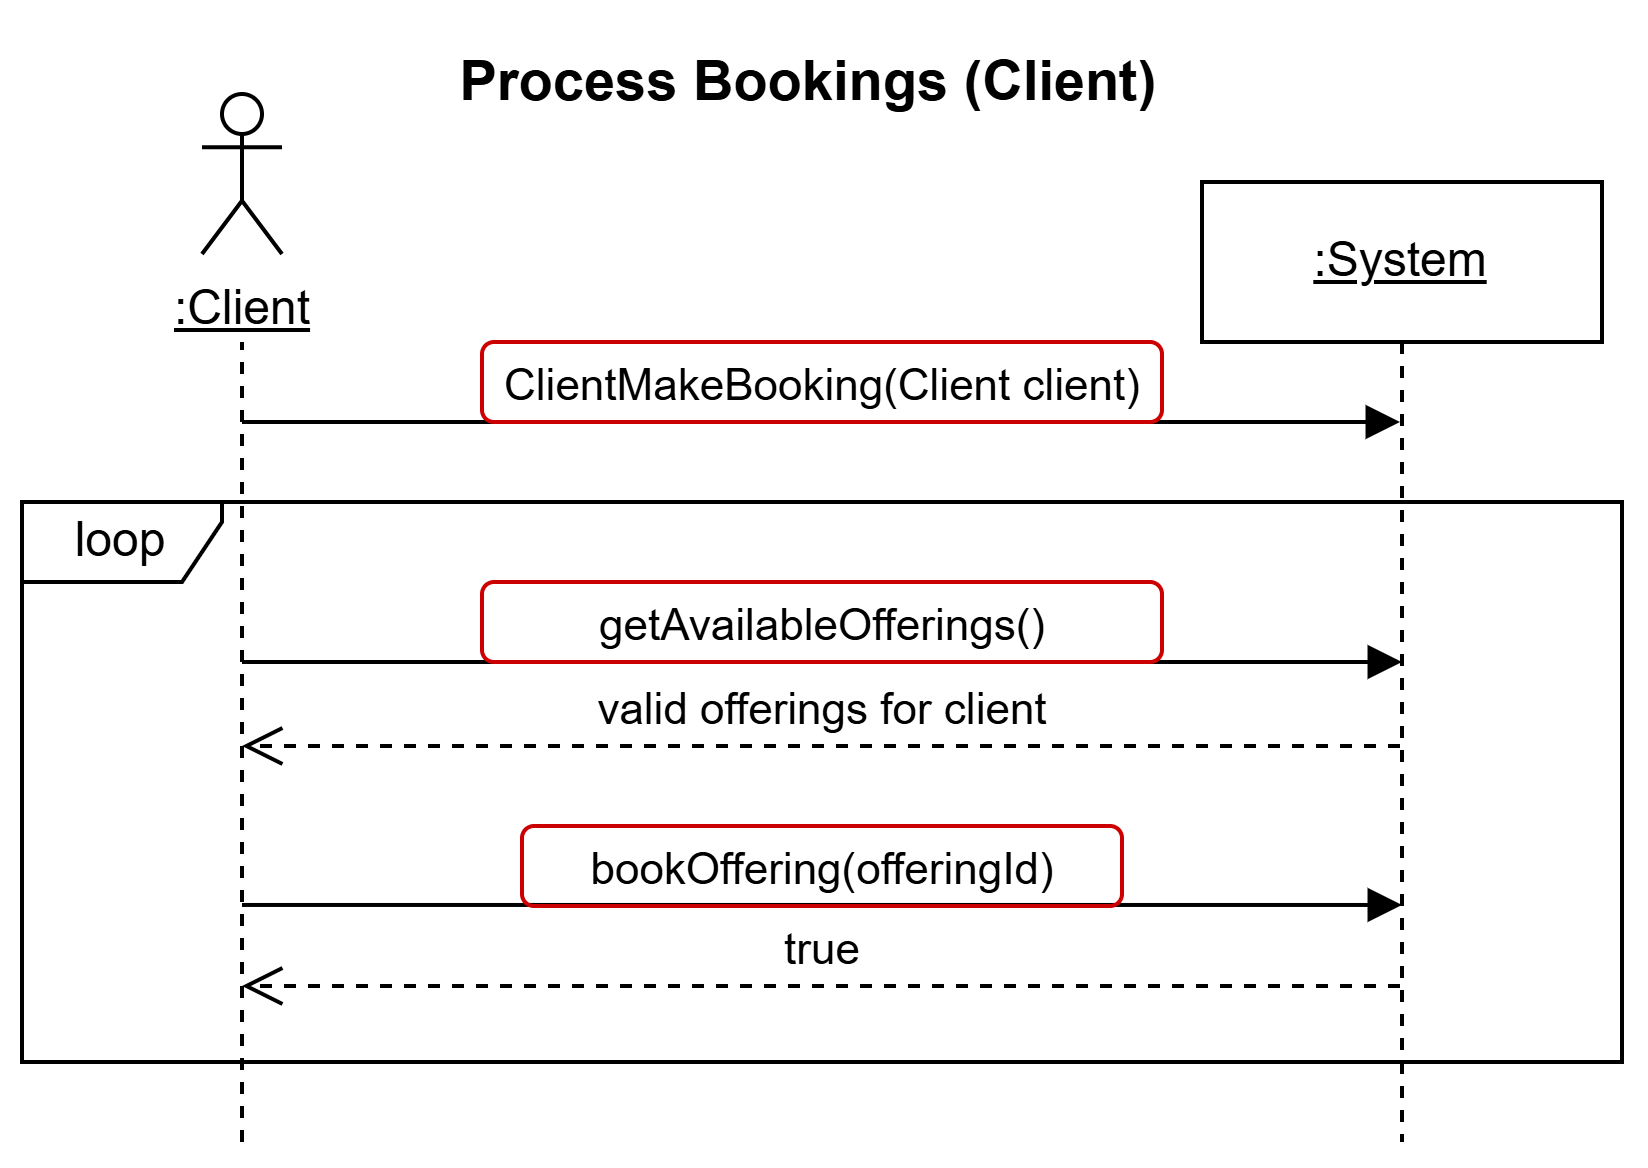 Process Bookings (Client)
:System
:Client
ClientMakeBooking(Client client)
loop
getAvailableOfferings()
valid offerings for client
bookOffering(offeringId)
true